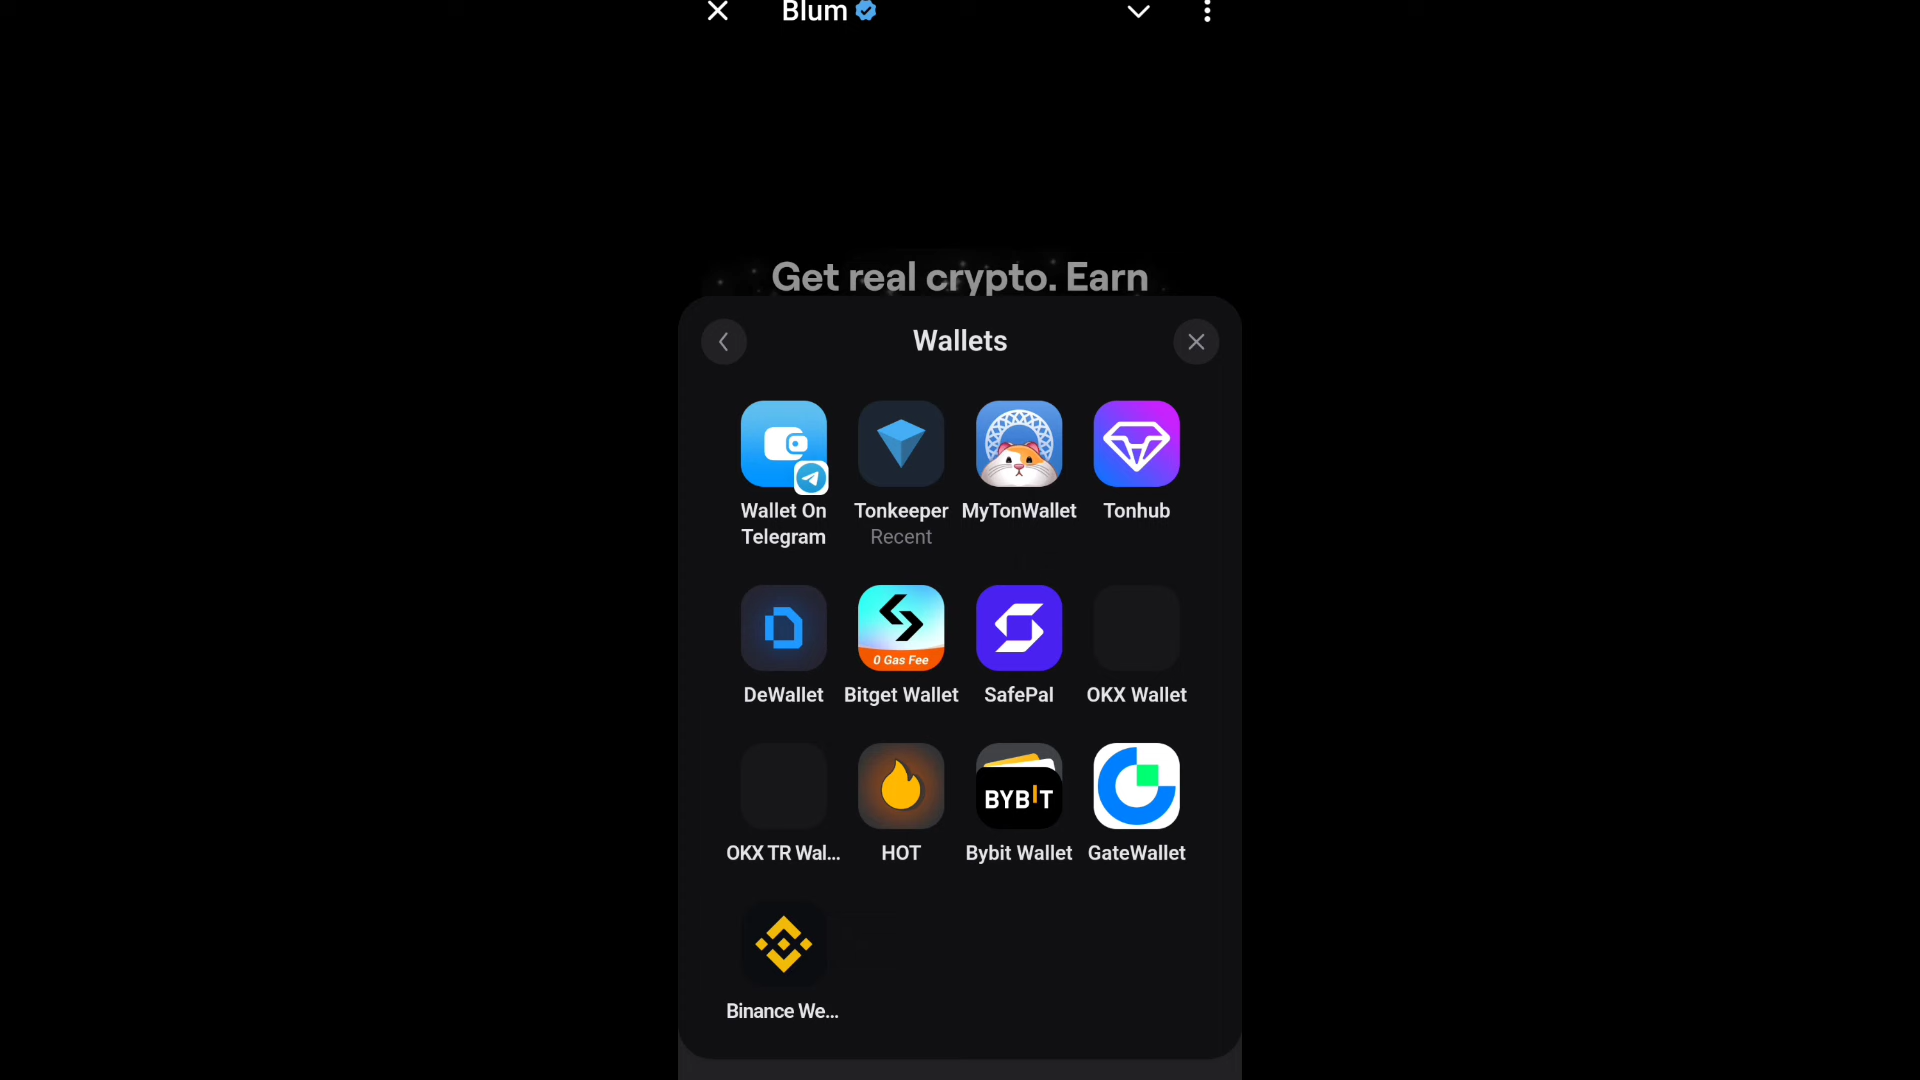 Blum
Get real crypto. Earn
Wallets
Wallet On
Telegram
Tonkeeper
Recent
MyTonWallet
Tonhub
0 Gas Fee
DeWallet
Bitget Wallet
SafePal
OKX Wallet
BYBIT
OKX TR Wal...
HOT
Bybit Wallet
GateWallet
Binance We...